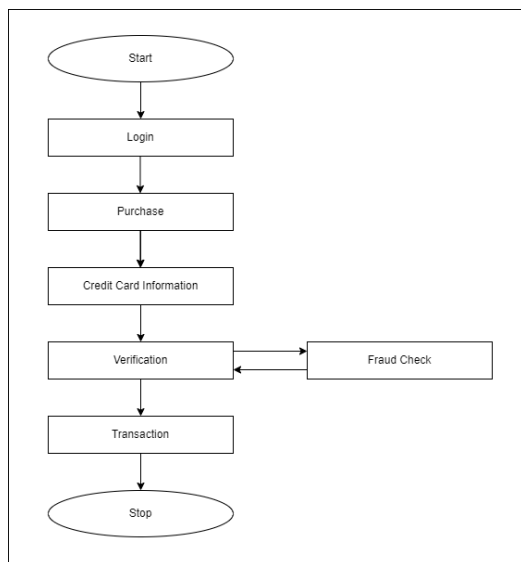 Start
Login
Purchase
Credit Card Information
Verification
Fraud Check
Transaction
Stop